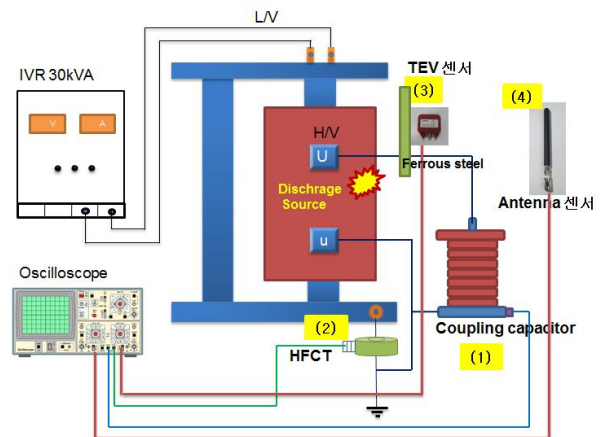 L/V
IVR 30kVA
V
A
TEV 센서
(3)
(4)
H/V
U
Ferrous steel
Dischrage
Source
Antenna 센서
u
Oscilloscope
(2)
HFCT
Coupling capacitor
(1)